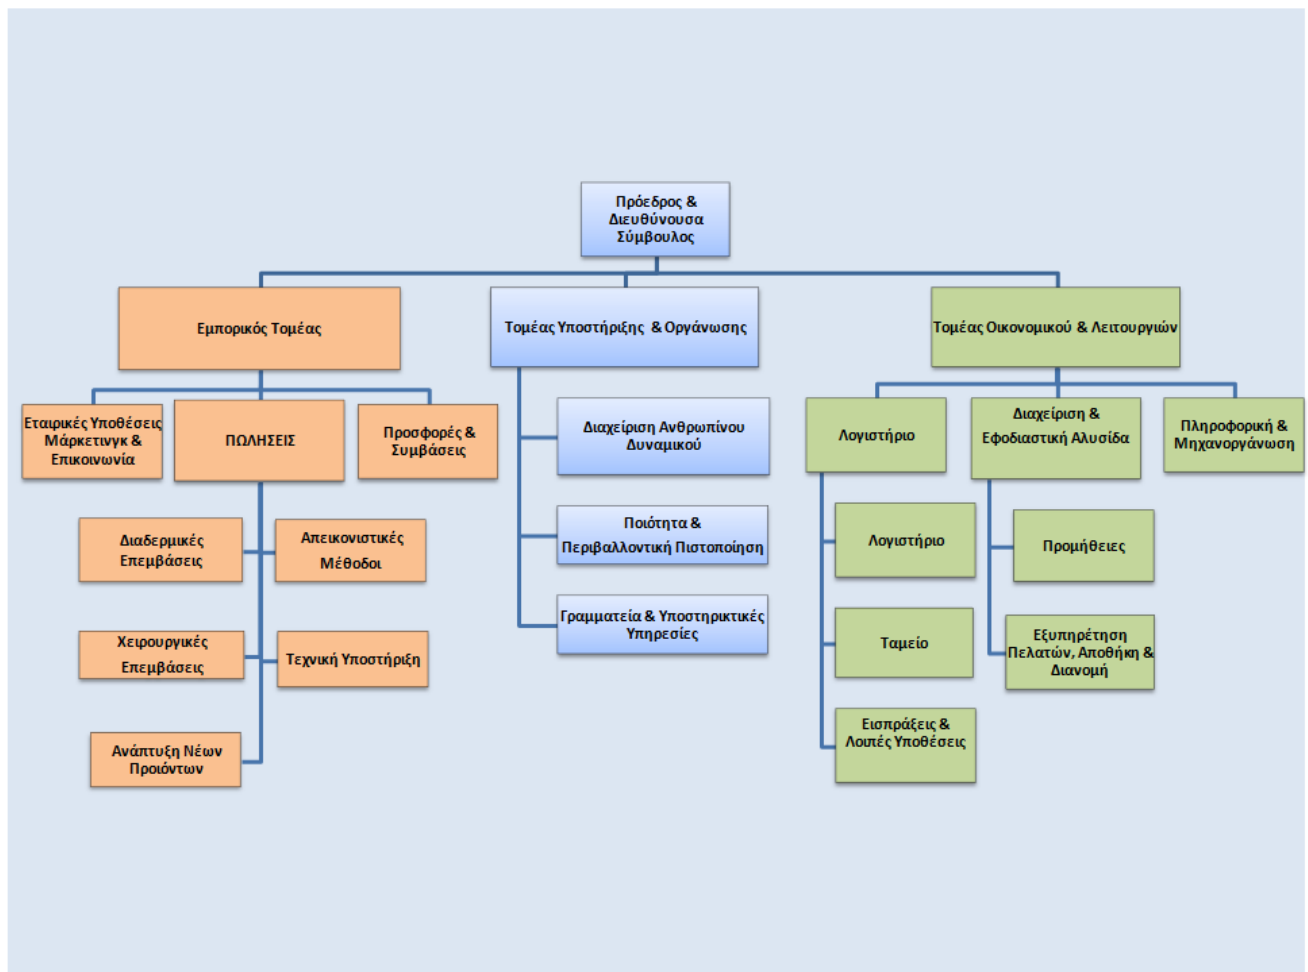 Πρόεδρος &
Διευθύνουσα
Σύμβουλος
Εμπορικός Τομέας
Τομέας Υποστήριξης & Οργάνωσης
Τομέας Οικονομικού & Λειτουργιών
Εταιρικές Υποθέσεις
Μάρκετινγκ &
Επικοινωνία
ΠΩΛΗΣΕΙΣ
Προσφορές &
Συμβάσεις
Διαδερμικές
Επεμβάσεις
Απεικονιστικές
Μέθοδοι
Χειρουργικές
Επεμβάσεις
Τεχνική Υποστήριξη
Ανάπτυξη Νέων
Προιόντων
Διαχείριση Ανθρωπίνου
Δυναμικού
Ποιότητα &
Περιβαλλοντική Πιστοποίηση
Γραμματεία & Υποστηρικτικές
Υπηρεσίες
Λογιστήριο
Διαχείριση &
Εφοδιαστική Αλυσίδα
Πληροφορική &
Μηχανοργάνωση
Λογιστήριο
Ταμείο
Εισπράξεις &
Λοιπές Υποθέσεις
Προμήθειες
Εξυπηρέτηση
Πελατών, Αποθήκη &
Διανομή